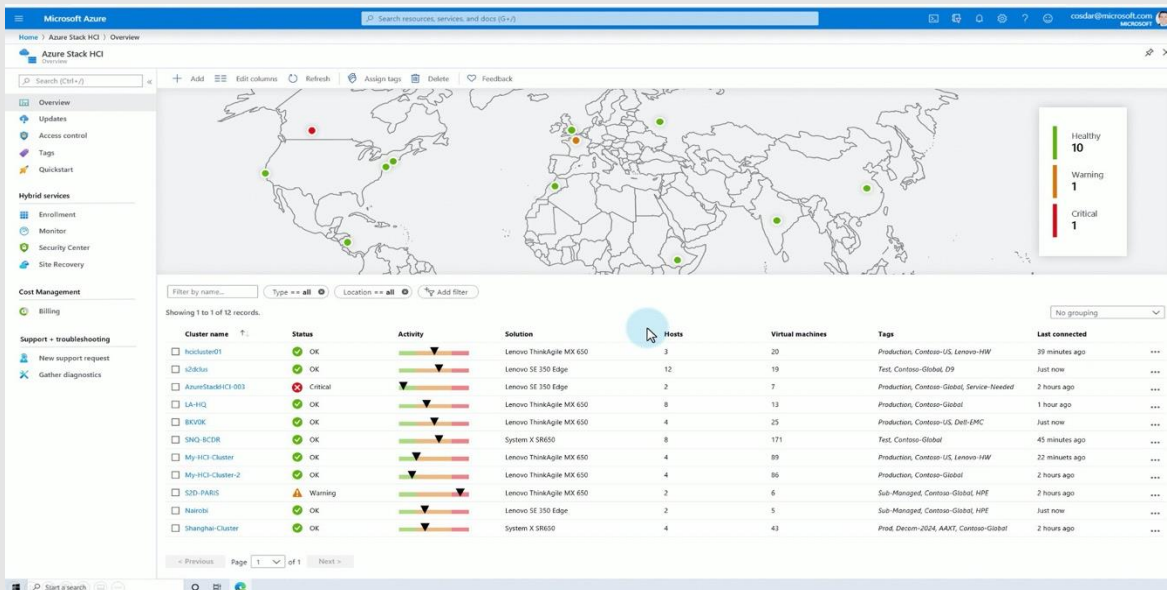 Microsoft Azure
Search resources, services, and docs (G+/)
cosdar@microsoft.com
MICROSOFT
Home > Azure Stack HCI > Overview
Azure Stack HCI
Overview
Search (Ctrl+/)
Add Edit columns Refresh Assign tags Delete Feedback
Overview
Updates
Access control
Tags
Quickstart
Hybrid services
Enrollment
Monitor
Security Center
Site Recovery
Cost Management
Billing
Support + troubleshooting
New support request
Gather diagnostics
Healthy
10
Warning
1
Critical
1
Filter by name...
Type == all
Location == all
Add filter
Showing 1 to 1 of 12 records.
No grouping
Cluster name Status Activity Solution Hosts Virtual machines Tags Last connected
hcicluster01 OK Lenovo ThinkAgile MX 650 3 20 Production, Contoso-US, Lenovo-HW 39 minutes ago
s2dclus OK Lenovo SE 350 Edge 12 19 Test, Contoso-Global, D9 Just now
AzureStackHCI-003 Critical Lenovo SE 350 Edge 2 7 Production, Contoso-Global, Service-Needed 2 hours ago
LA-HQ OK Lenovo ThinkAgile MX 650 8 13 Production, Contoso-Global 1 hour ago
BKV0K OK Lenovo ThinkAgile MX 650 4 25 Production, Contoso-US, Dell-EMC Just now
SNQ-BCDR OK System X SR650 8 171 Test, Contoso-Global 45 minutes ago
My-HCI-Cluster OK Lenovo ThinkAgile MX 650 4 89 Production, Contoso-US, Lenovo-HW 22 minuets ago
My-HCI-Cluster-2 OK Lenovo ThinkAgile MX 650 4 86 Production, Contoso-Global 2 hours ago
S2D-PARIS Warning Lenovo ThinkAgile MX 650 2 6 Sub-Managed, Contoso-Global, HPE 2 hours ago
Nairobi OK Lenovo SE 350 Edge 2 5 Sub-Managed, Contoso-Global, HPE Just now
Shanghai-Cluster OK System X SR650 4 43 Prod, Decom-2024, AAXT, Contoso-Global 2 hours ago
< Previous Page 1 of 1 Next >
Start a search